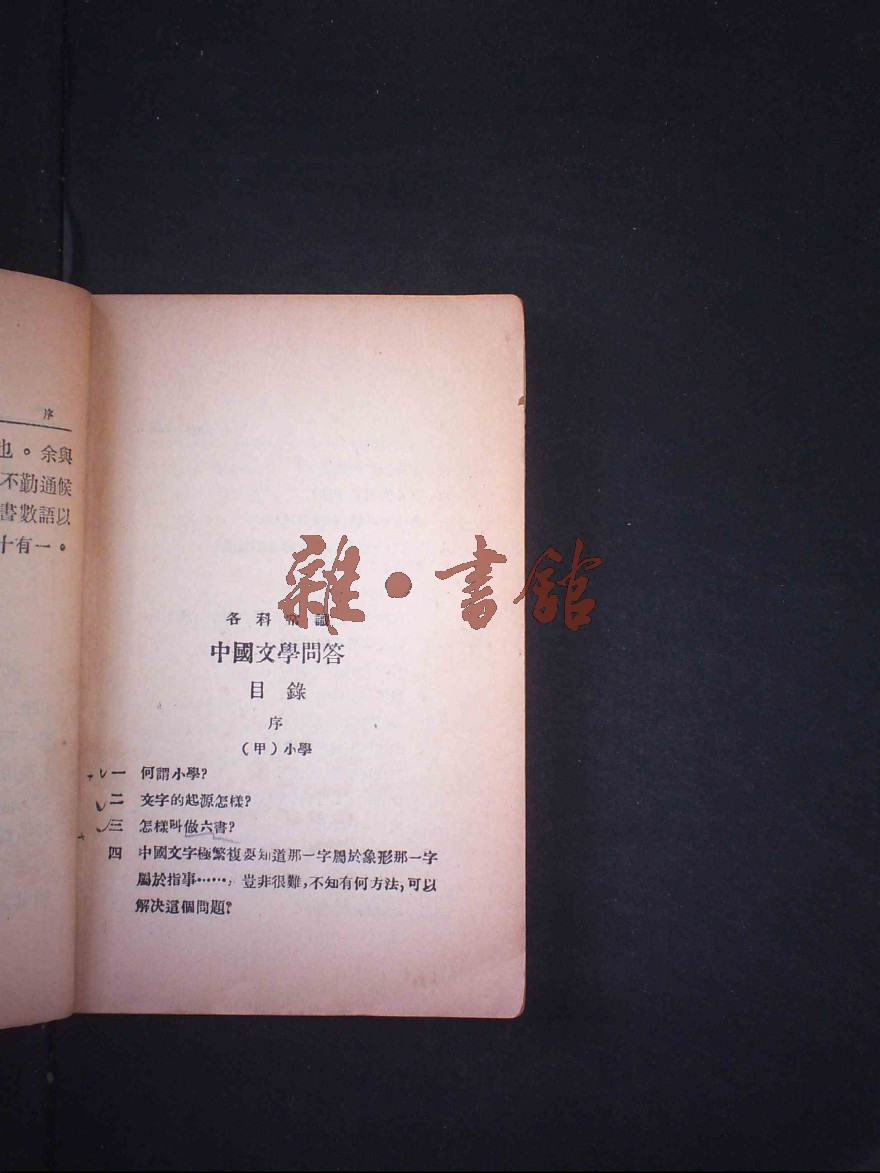 序
也。余與
不勤通候
書數語以
十有一。
雜·書館
各科常識
中國文學問答
目錄
序
（甲）小學
一 何謂小學？
二 文字的起源怎樣？
三 怎樣叫做六書？
四 中國文字極繁複要知道那一字屬於象形那一字
屬於指事……，豈非很難，不知有何方法，可以
解決這個問題？